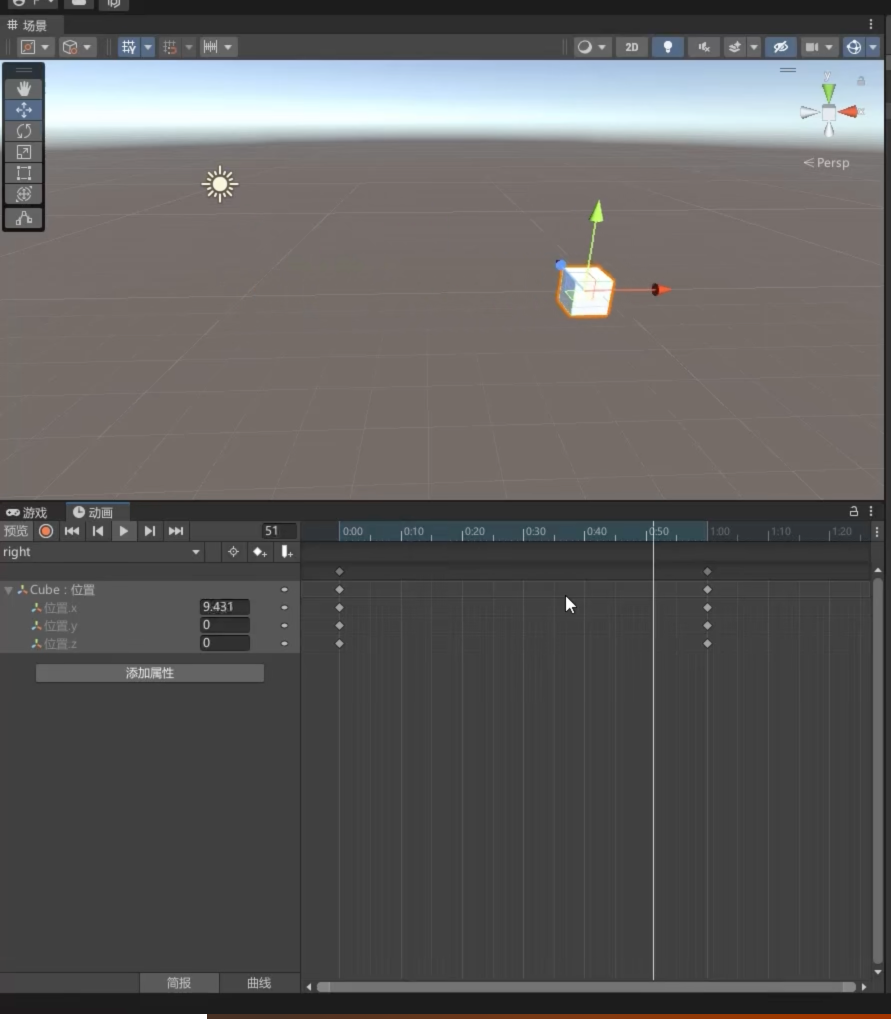 场景
2D
y
Persp
游戏 动画
预览 51 0:00 0:10 0:20 0:30 0:40 0:50 1:00 1:10 1:20
right
Cube : 位置
位置.x 9.431
位置.y 0
位置.z 0
添加属性
简报 曲线